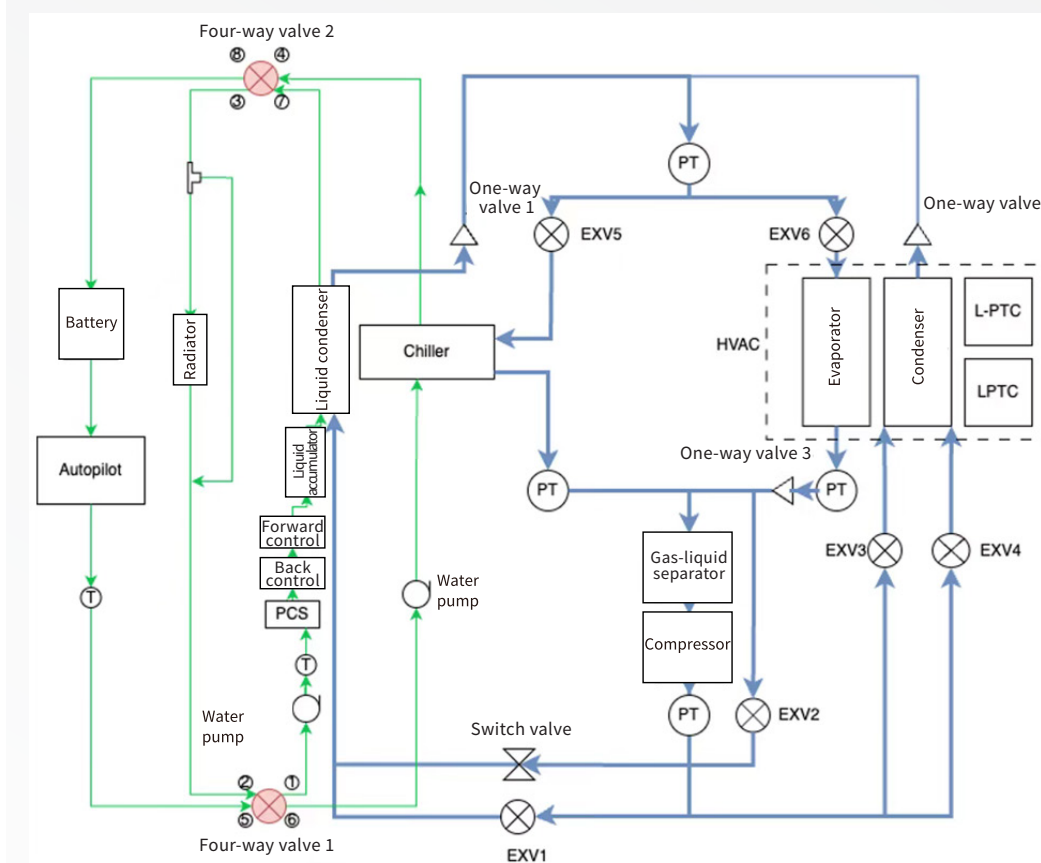 Four-way valve 2
⑧
④
③
⑦
One-way
valve 1
PT
One-way valve
EXV5
EXV6
Battery
Radiator
Liquid condenser
Chiller
HVAC
Evaporator
Condenser
L-PTC
LPTC
Autopilot
Liquid
accumulator
One-way valve 3
PT
PT
Forward
control
Back
control
PCS
Gas-liquid
separator
EXV3
EXV4
T
Water
pump
Compressor
T
Water
pump
PT
EXV2
Switch valve
②
①
⑤
⑥
Four-way valve 1
EXV1